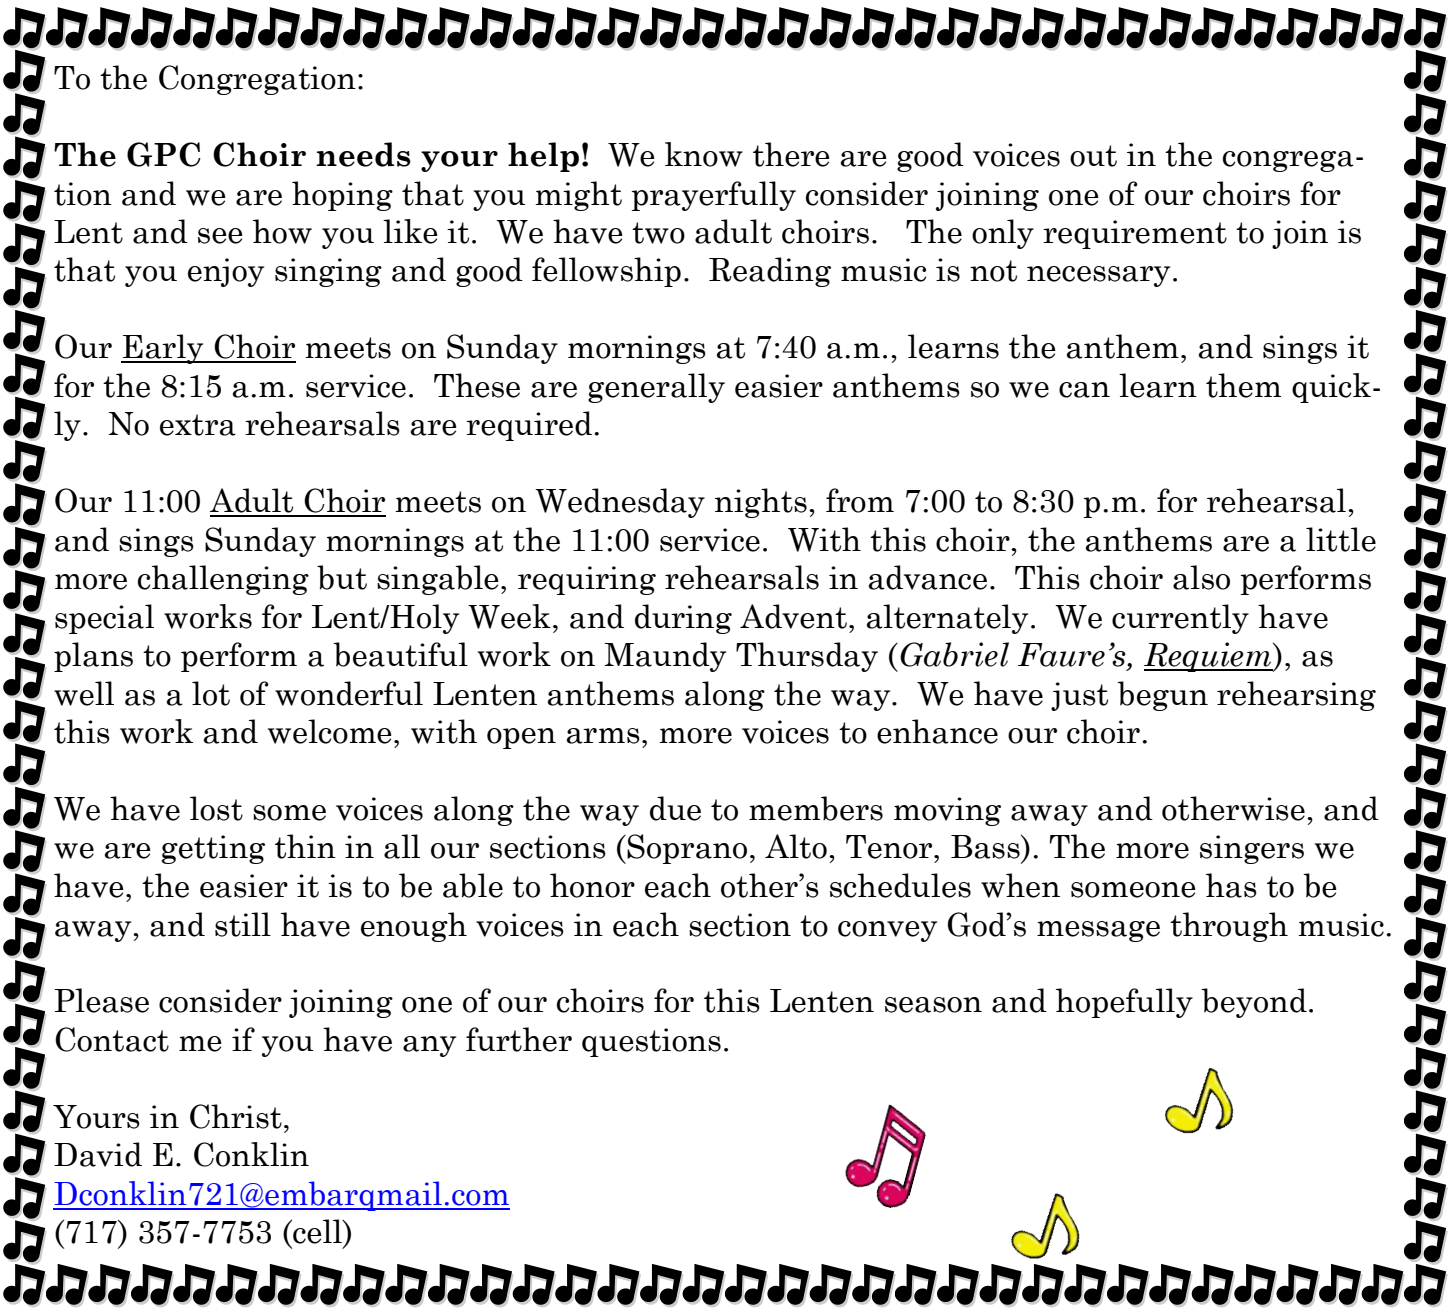 To the Congregation:
The GPC Choir needs your help!  We know there are good voices out in the congrega-
tion and we are hoping that you might prayerfully consider joining one of our choirs for
Lent and see how you like it.  We have two adult choirs.   The only requirement to join is
that you enjoy singing and good fellowship.  Reading music is not necessary.
Our Early Choir meets on Sunday mornings at 7:40 a.m., learns the anthem, and sings it
for the 8:15 a.m. service.  These are generally easier anthems so we can learn them quick-
ly.  No extra rehearsals are required.
Our 11:00 Adult Choir meets on Wednesday nights, from 7:00 to 8:30 p.m. for rehearsal,
and sings Sunday mornings at the 11:00 service.  With this choir, the anthems are a little
more challenging but singable, requiring rehearsals in advance.  This choir also performs
special works for Lent/Holy Week, and during Advent, alternately.  We currently have
plans to perform a beautiful work on Maundy Thursday (Gabriel Faure's, Requiem), as
well as a lot of wonderful Lenten anthems along the way.  We have just begun rehearsing
this work and welcome, with open arms, more voices to enhance our choir.
We have lost some voices along the way due to members moving away and otherwise, and
we are getting thin in all our sections (Soprano, Alto, Tenor, Bass). The more singers we
have, the easier it is to be able to honor each other's schedules when someone has to be
away, and still have enough voices in each section to convey God's message through music.
Please consider joining one of our choirs for this Lenten season and hopefully beyond.
Contact me if you have any further questions.
Yours in Christ,
David E. Conklin
Dconklin721@embarqmail.com
(717) 357-7753 (cell)